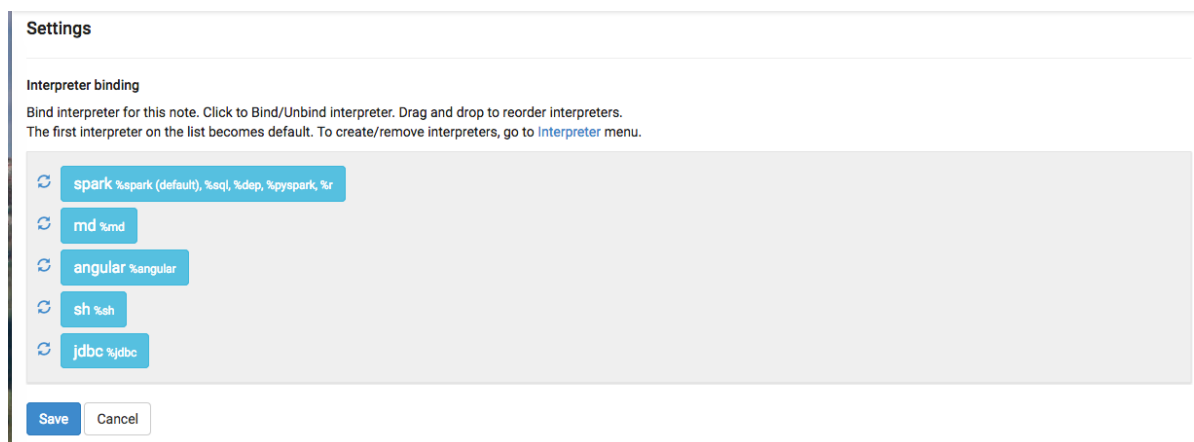 Settings
Interpreter binding
Bind interpreter for this note. Click to Bind/Unbind interpreter. Drag and drop to reorder interpreters.
The first interpreter on the list becomes default. To create/remove interpreters, go to Interpreter menu.
spark %spark (default), %sql, %dep, %pyspark, %r
md %md
angular %angular
sh %sh
jdbc %jdbc
Save Cancel